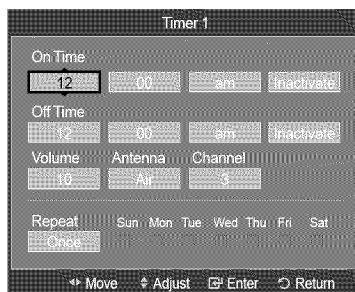 Timer 1
On Time
12 00 am Inactivate
Off Time
12 00 am Inactivate
Volume Antenna Channel
10 Air 3
Repeat Sun Mon Tue Wed Thu Fri Sat
Once
Move Adjust Enter Return